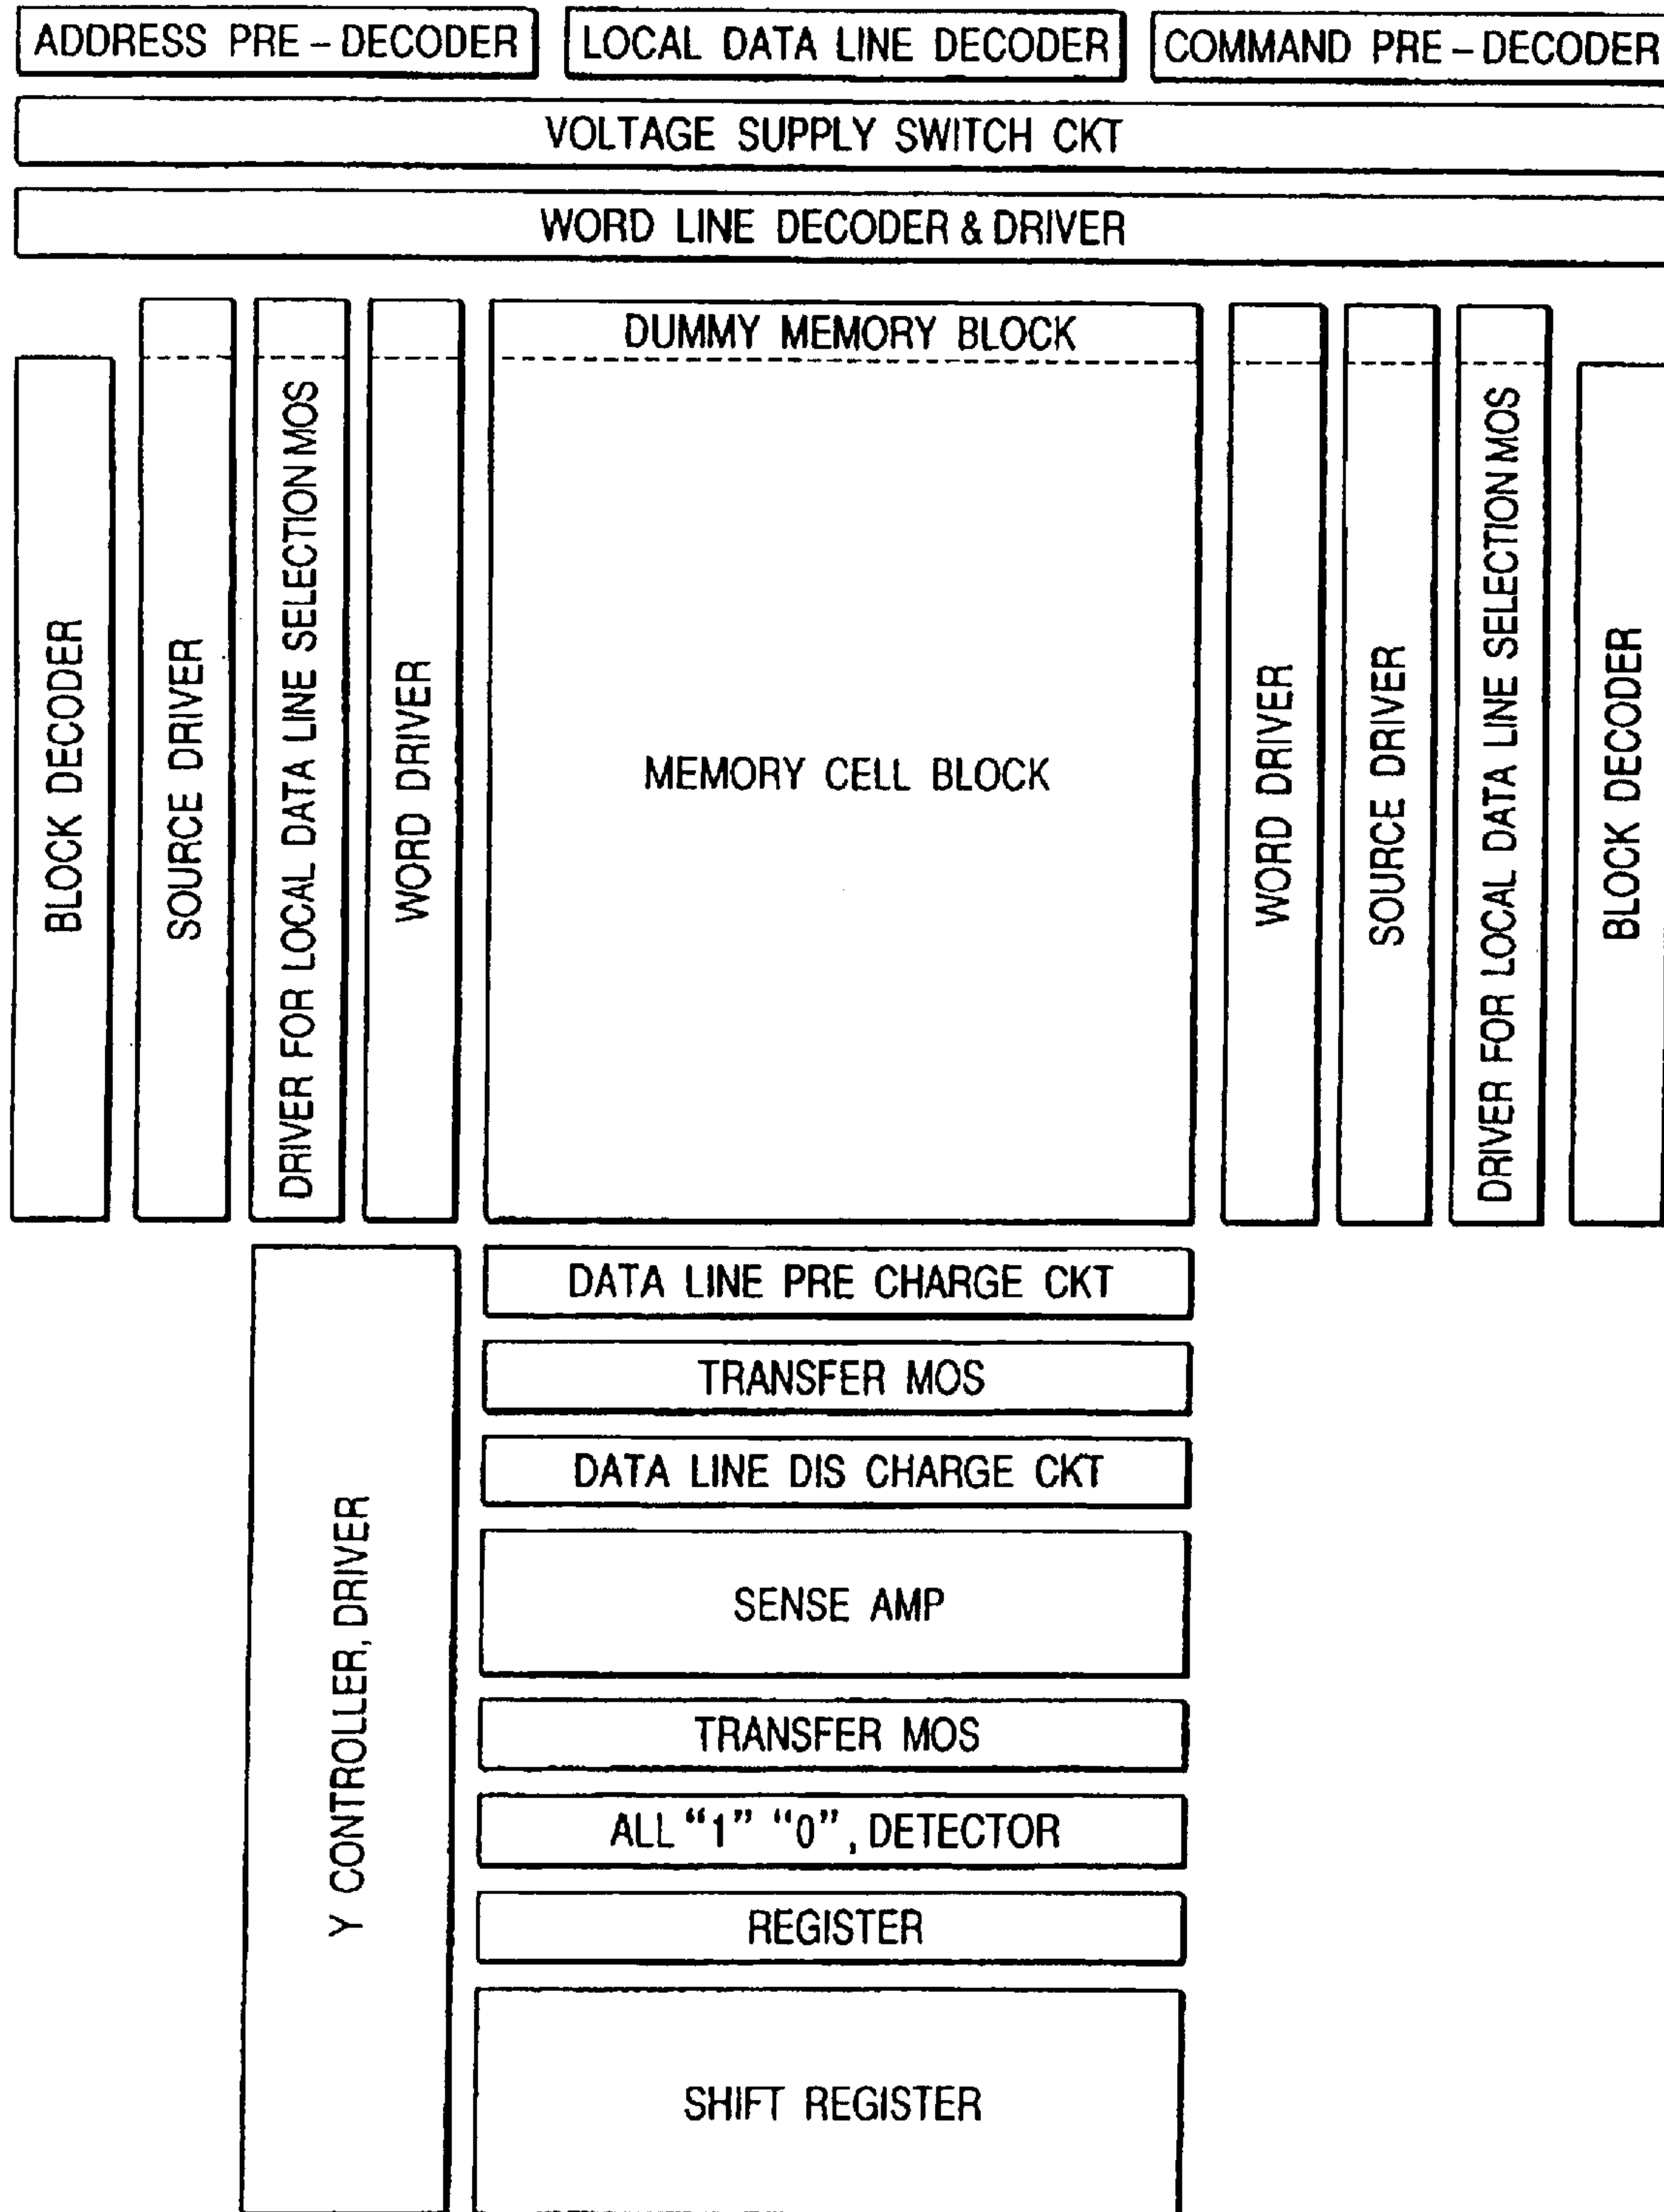 ADDRESS PRE-DECODER
LOCAL DATA LINE DECODER
COMMAND PRE-DECODER
VOLTAGE SUPPLY SWITCH CKT
WORD LINE DECODER & DRIVER
BLOCK DECODER
SOURCE DRIVER
DRIVER FOR LOCAL DATA LINE SELECTION MOS
WORD DRIVER
DUMMY MEMORY BLOCK
MEMORY CELL BLOCK
WORD DRIVER
SOURCE DRIVER
DRIVER FOR LOCAL DATA LINE SELECTION MOS
BLOCK DECODER
Y CONTROLLER, DRIVER
DATA LINE PRE CHARGE CKT
TRANSFER MOS
DATA LINE DIS CHARGE CKT
SENSE AMP
TRANSFER MOS
ALL “1” “0”, DETECTOR
REGISTER
SHIFT REGISTER